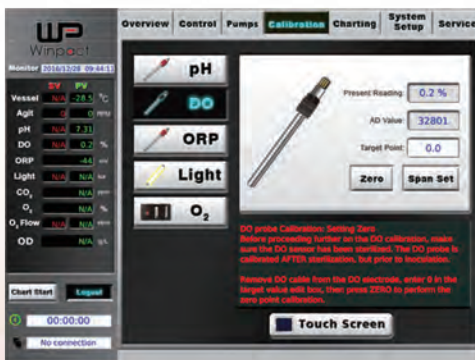 WP
Winpact
Overview Control Pumps Calibration Charting System Setup Service
Monitor 2016/12/28 09:44:11
SV PV
Vessel N/A -28.5 °C
Agit 0 0 RPM
pH N/A 7.31
DO N/A 0.2 %
ORP -44 mV
Light N/A N/A
CO₂ N/A
O₂ N/A %
O₂ Flow N/A N/A
OD N/A
Chart Start Logout
00:00:00
No connection
pH
DO
ORP
Light
O₂
Present Reading: 0.2 %
AD Value: 32801
Target Point: 0.0
Zero Span Set
DO probe Calibration: Setting Zero
Before proceeding further on the DO calibration, make
sure the DO sensor has been sterilized. The DO probe is
calibrated AFTER sterilization, but prior to inoculation.
Remove DO cable from the DO electrode, enter 0 in the
target value edit box, then press ZERO to perform the
zero point calibration.
Touch Screen